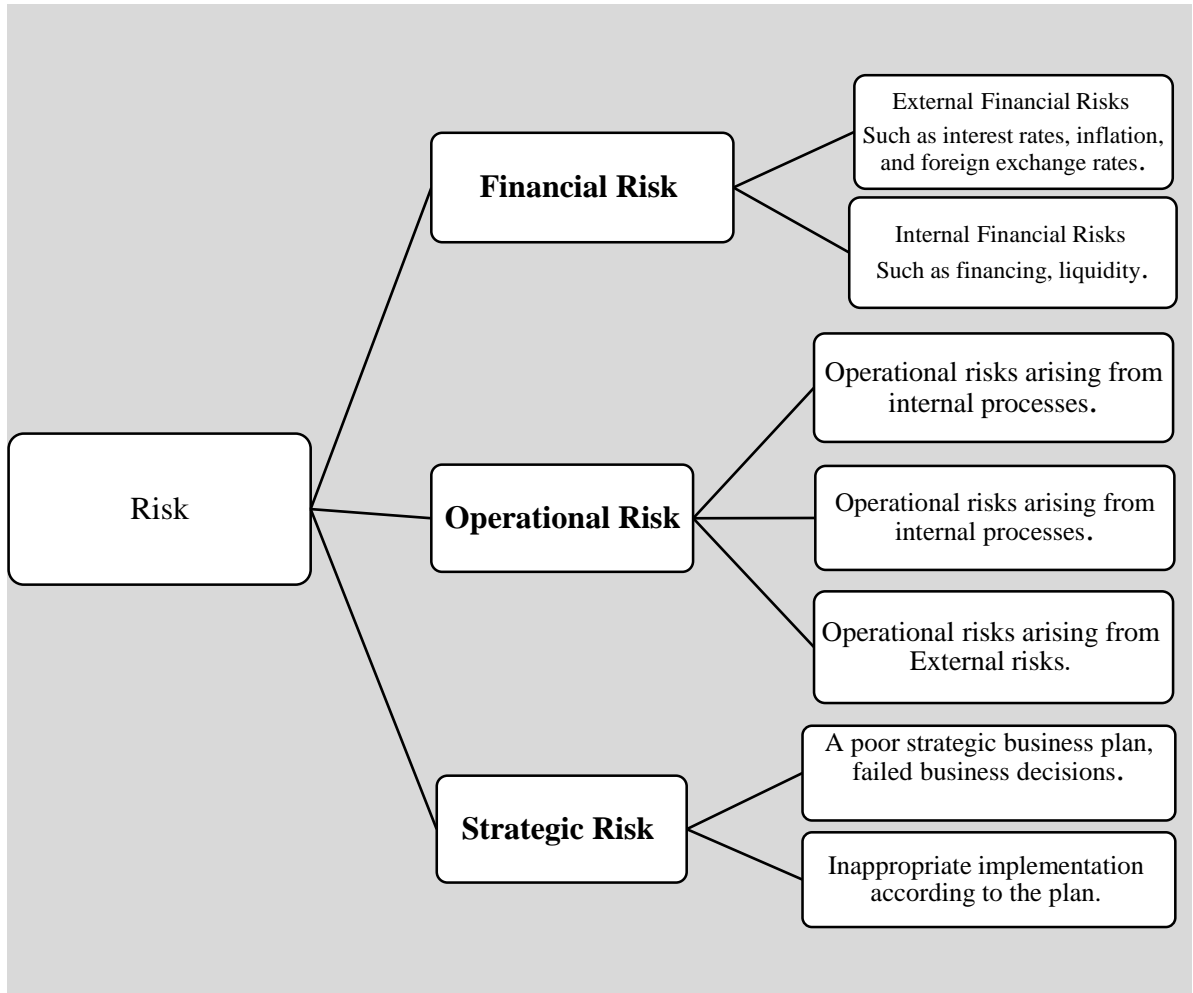 Risk
Financial Risk
External Financial Risks
Such as interest rates, inflation,
and foreign exchange rates.
Internal Financial Risks
Such as financing, liquidity.
Operational Risk
Operational risks arising from
internal processes.
Operational risks arising from
internal processes.
Operational risks arising from
External risks.
Strategic Risk
A poor strategic business plan,
failed business decisions.
Inappropriate implementation
according to the plan.